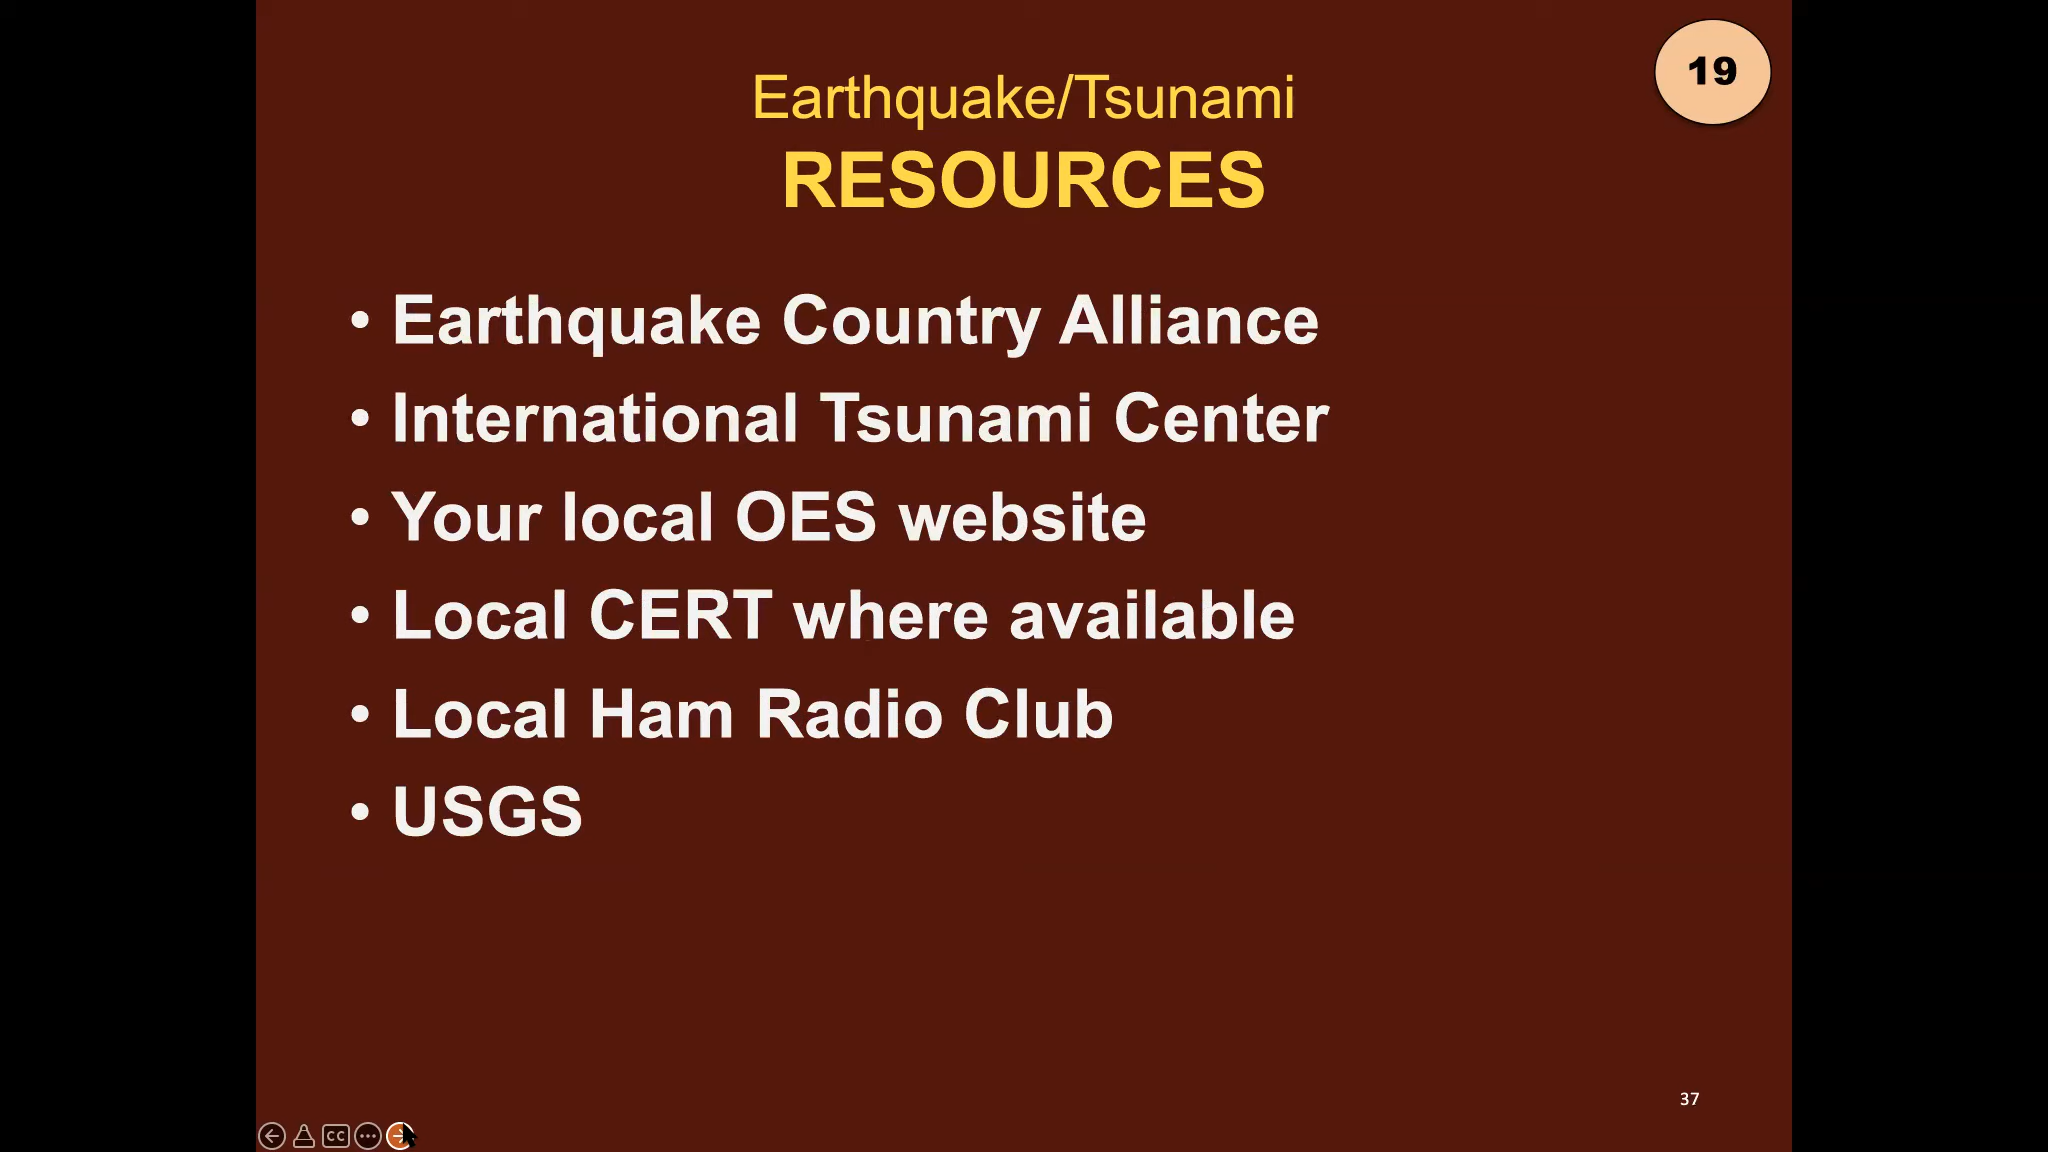 19
Earthquake/Tsunami
RESOURCES
• Earthquake Country Alliance
• International Tsunami Center
• Your local OES website
• Local CERT where available
• Local Ham Radio Club
• USGS
37
CC